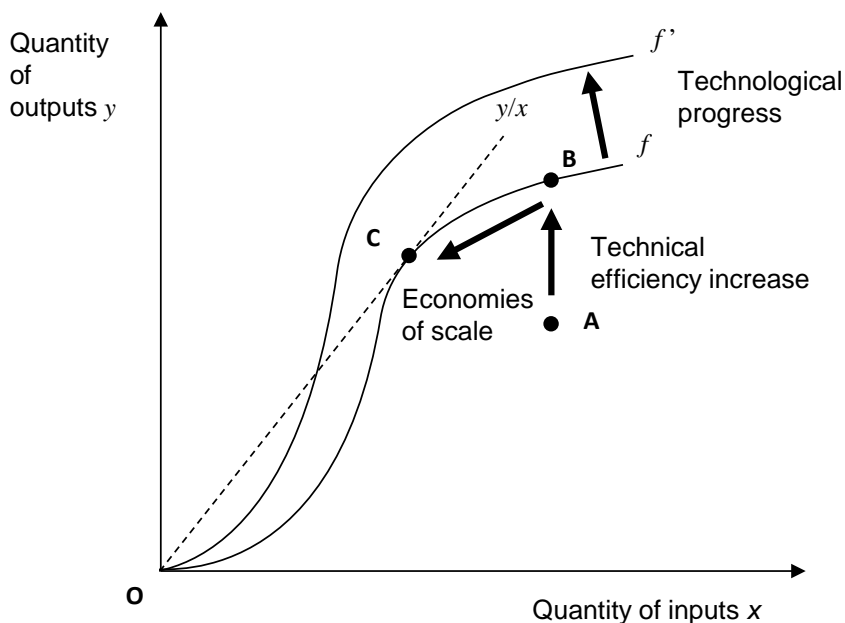 Quantity
of
outputs y
f’
Technological
progress
y/x
B
f
C
Technical
efficiency increase
Economies
of scale
A
O
Quantity of inputs x